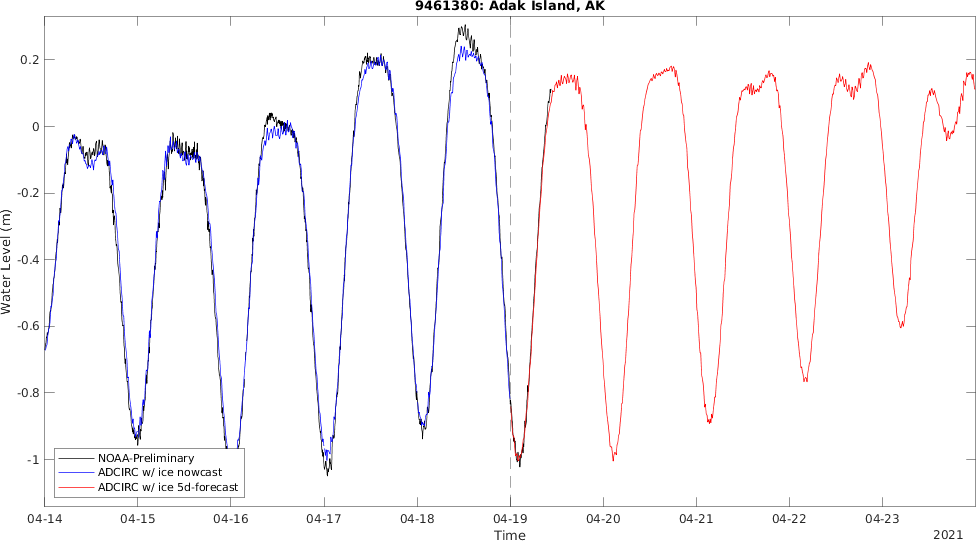 9461380: Adak Island, AK
Water Level (m)
0.2
0
-0.2
-0.4
-0.6
-0.8
-1
NOAA-Preliminary
ADCIRC w/ ice nowcast
ADCIRC w/ ice 5d-forecast
04-14 04-15 04-16 04-17 04-18 04-19 04-20 04-21 04-22 04-23
Time
2021